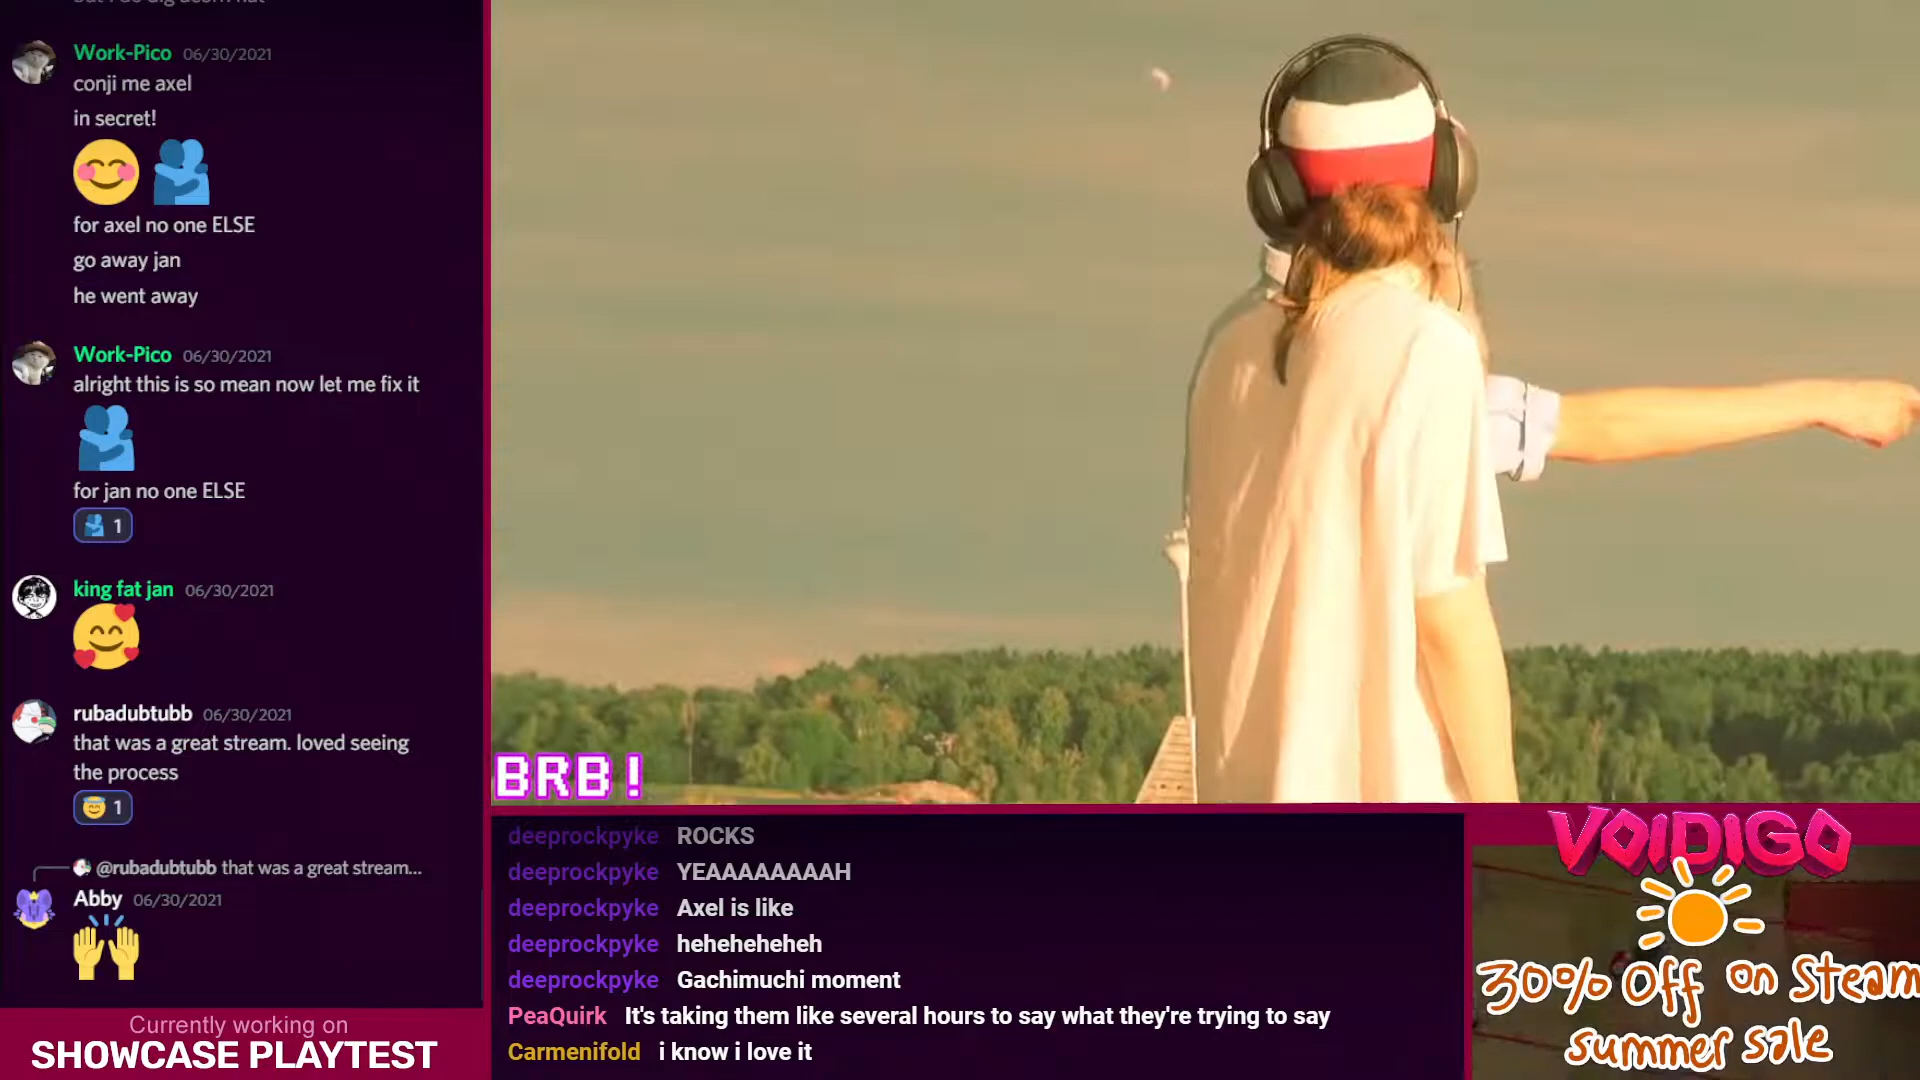 Work-Pico 06/30/2021
conji me axel
in secret!
for axel no one ELSE
go away jan
he went away
Work-Pico 06/30/2021
alright this is so mean now let me fix it
for jan no one ELSE
1
king fat jan 06/30/2021
rubadubtubb 06/30/2021
that was a great stream. loved seeing
the process
1
@rubadubtubb that was a great stream...
Abby 06/30/2021
Currently working on
SHOWCASE PLAYTEST
BRB!
deeprockpyke ROCKS
deeprockpyke YEAAAAAAAAH
deeprockpyke Axel is like
deeprockpyke heheheheheh
deeprockpyke Gachimuchi moment
PeaQuirk It's taking them like several hours to say what they're trying to say
Carmenifold i know i love it
VOIDIGO
30% Off on Steam
summer sale